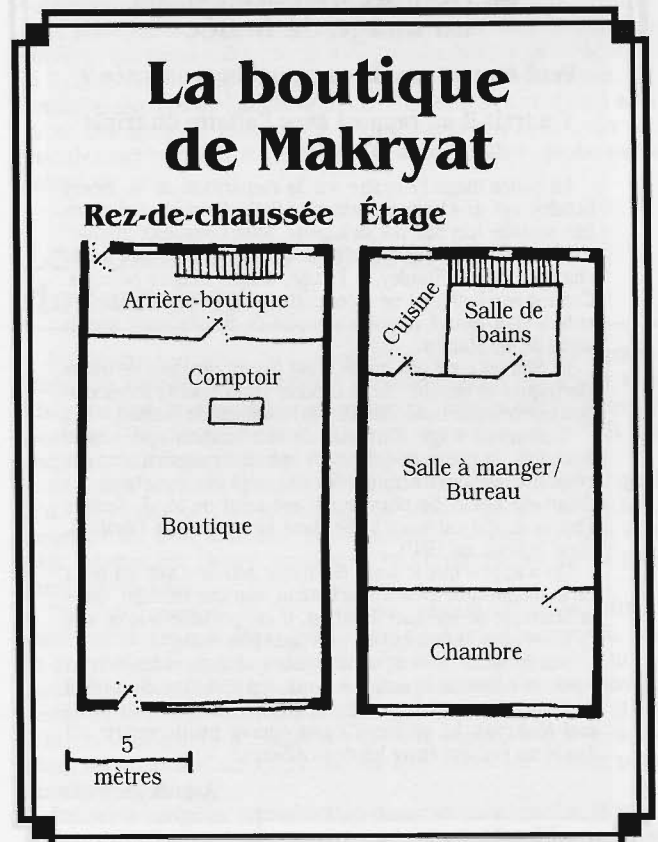 La boutique
de Makryat
Rez-de-chaussée
Arrière-boutique
Comptoir
Boutique
5
mètres
Étage
Cuisine
Salle de
bains
Salle à manger/
Bureau
Chambre